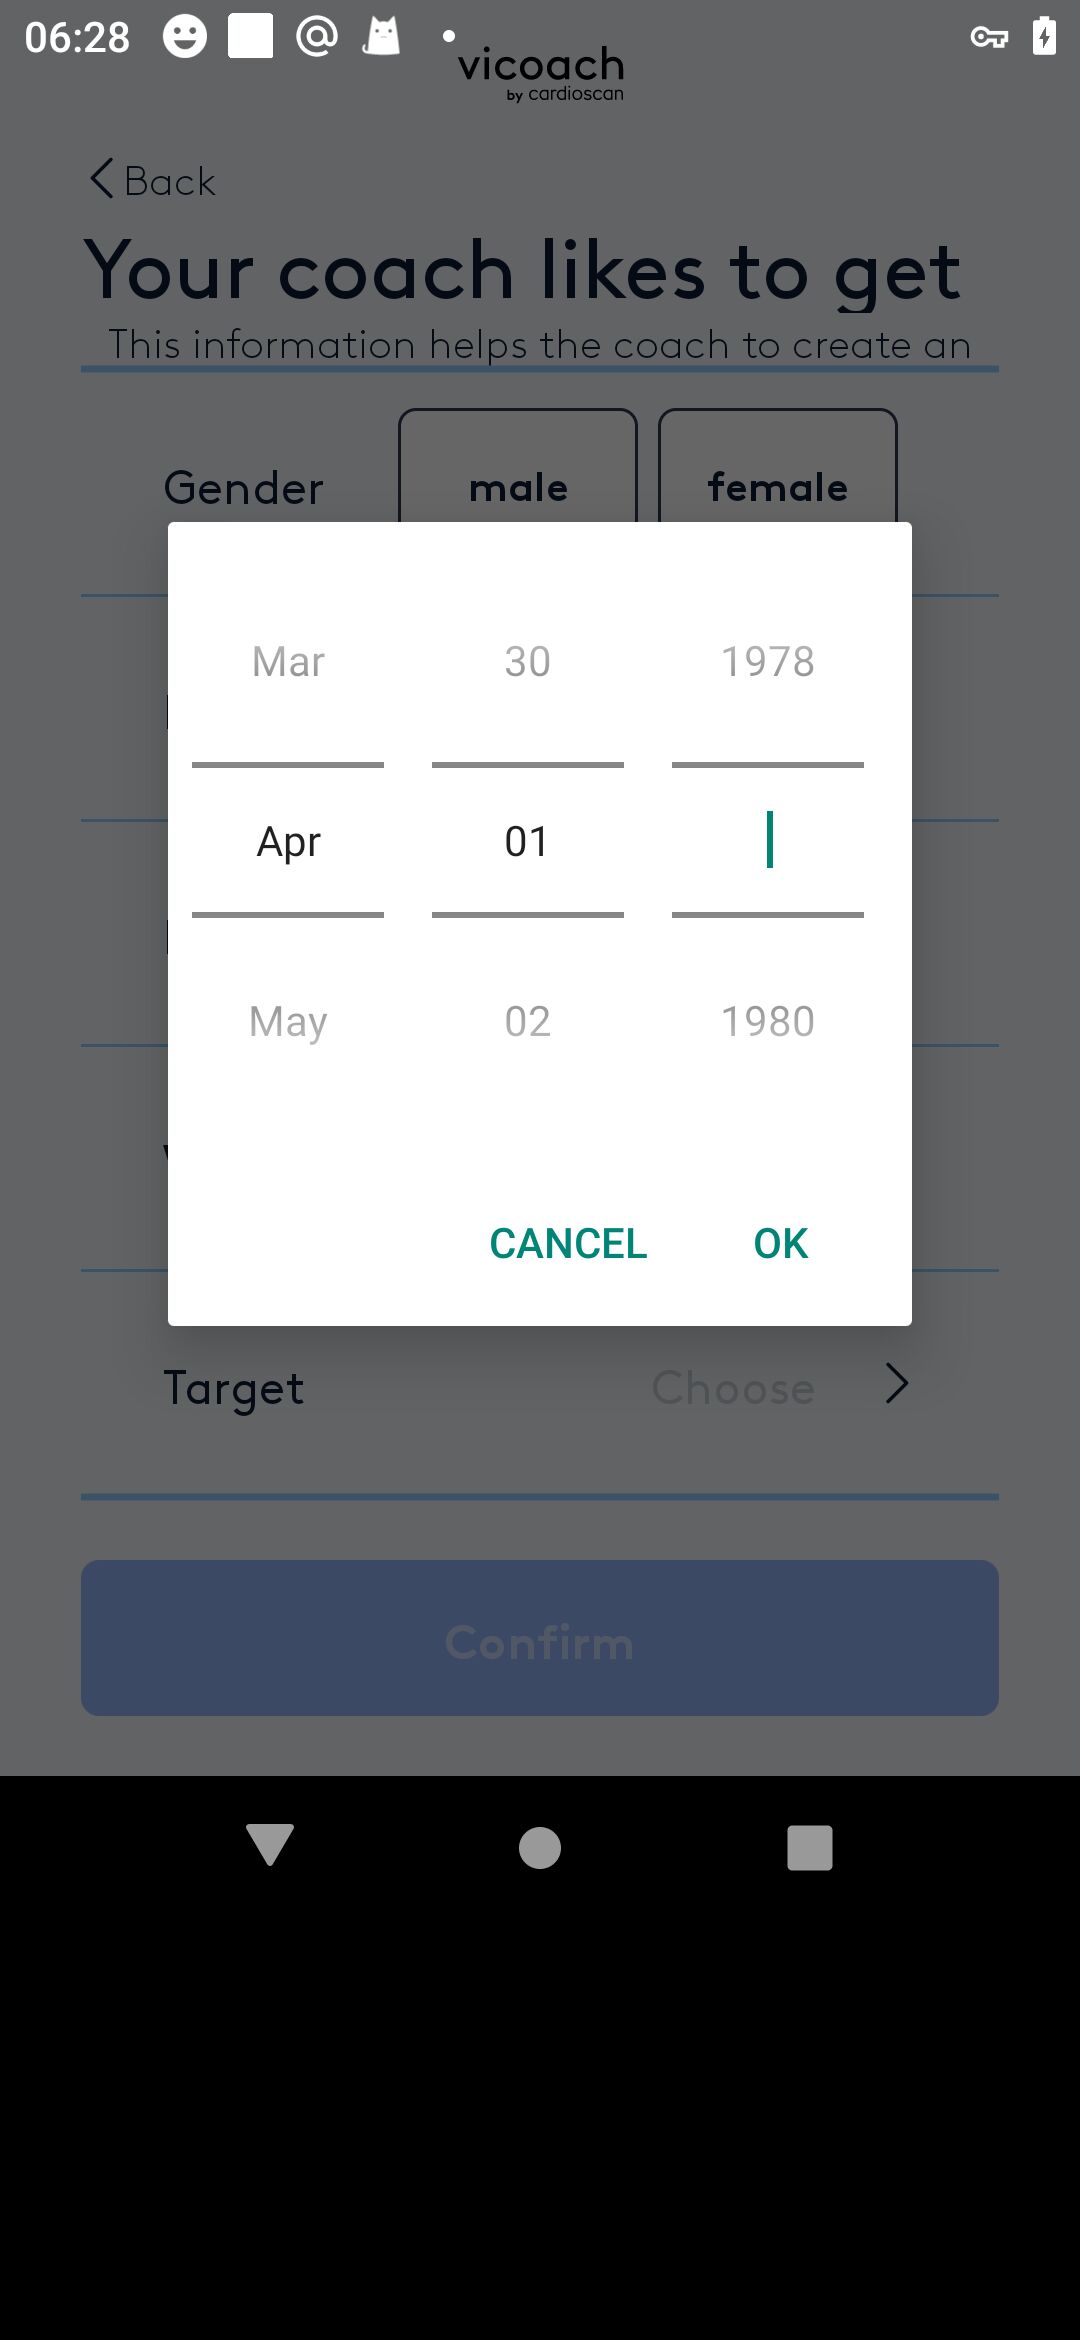 06:28
vicoach
by cardioscan
Back
Your coach likes to get
This information helps the coach to create an
Gender male female
Mar 30 1978
Apr 01
May 02 1980
CANCEL OK
Target Choose
Confirm